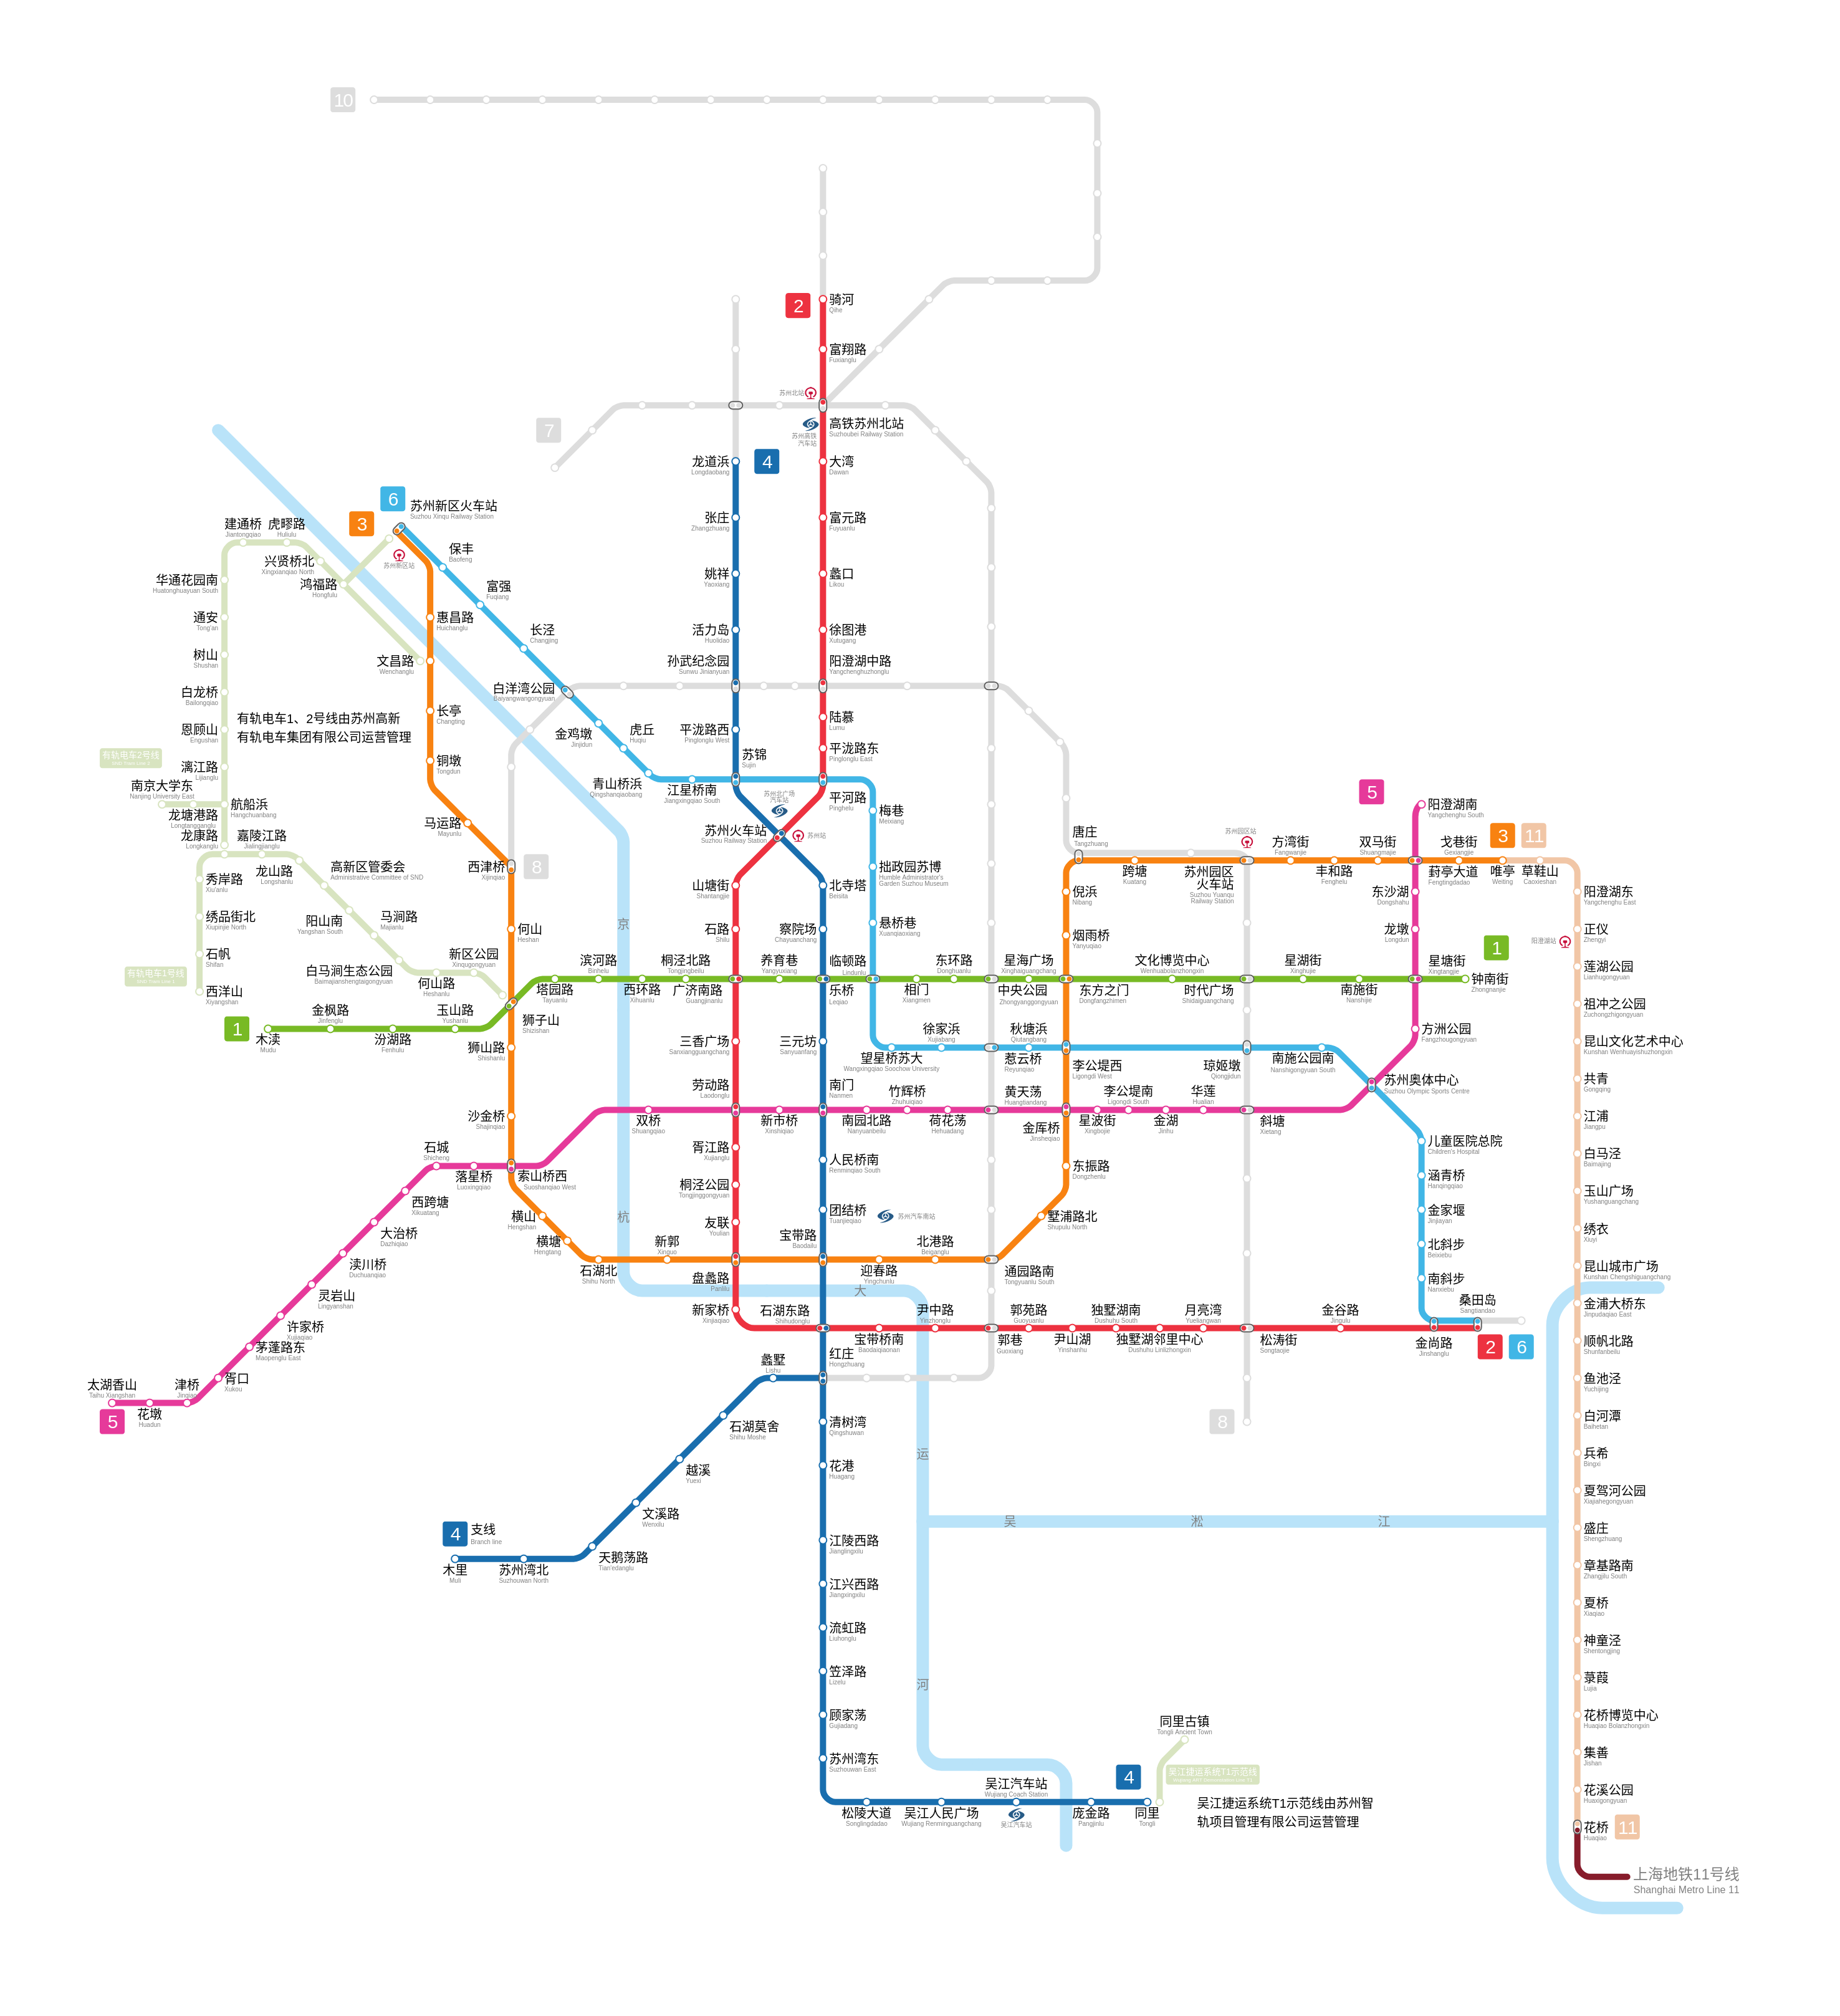 10
2
骑河
Qihe
富翔路
Fuxianglu
苏州北站
7
高铁苏州北站
Suzhoubei Railway Station
苏州高铁
汽车站
龙道浜
Longdaobang
4
大湾
Dawan
6
苏州新区火车站
Suzhou Xinqu Railway Station
3
张庄
Zhangzhuang
富元路
Fuyuanlu
建通桥
Jiantongqiao
虎疁路
Huliulu
保丰
Baofeng
兴贤桥北
Xingxianqiao North
苏州新区站
华通花园南
Huatonghuayuan South
鸿福路
Hongfulu
富强
Fuqiang
姚祥
Yaoxiang
蠡口
Likou
通安
Tong'an
惠昌路
Huichanglu
长泾
Changjing
活力岛
Huolidao
徐图港
Xutugang
树山
Shushan
文昌路
Wenchanglu
孙武纪念园
Sunwu Jinianyuan
阳澄湖中路
Yangchenghuzhonglu
白龙桥
Bailongqiao
白洋湾公园
Baiyangwangongyuan
有轨电车1、2号线由苏州高新
有轨电车集团有限公司运营管理
长亭
Changting
恩顾山
Engushan
金鸡墩
Jinjidun
虎丘
Huqiu
平泷路西
Pinglonglu West
陆慕
Lumu
有轨电车2号线
漓江路
Lijianglu
铜墩
Tongdun
苏锦
Sujin
平泷路东
Pinglonglu East
南京大学东
Nanjing University East
青山桥浜
Qingshanqiaobang
江星桥南
Jiangxingqiao South
苏州北广场
汽车站
平河路
Pinghelu
梅巷
Meixiang
5
阳澄湖南
Yangchenghu South
龙塘港路
Longtangganglu
航船浜
Hangchuanbang
龙康路
Longkanglu
嘉陵江路
Jialingjianglu
马运路
Mayunlu
苏州火车站
Suzhou Railway Station
苏州站
唐庄
Tangzhuang
苏州园区站
方湾街
Fangwanjie
双马街
Shuangmajie
戈巷街
Gexiangjie
3
11
龙山路
Longshanlu
高新区管委会
Administrative Committee of SND
西津桥
Xijinqiao
8
拙政园苏博
Humble Administrator's
Garden Suzhou Museum
跨塘
Kuatang
苏州园区
火车站
Suzhou Yuanqu
Railway Station
丰和路
Fenghelu
葑亭大道
Fengtingdadao
唯亭
Weiting
草鞋山
Caoxieshan
秀岸路
Xiu'anlu
山塘街
Shantangjie
北寺塔
Beisita
倪浜
Nibang
东沙湖
Dongshahu
阳澄湖东
Yangchenghu East
绣品街北
Xiupinjie North
阳山南
Yangshan South
马涧路
Majianlu
何山
Heshan
京
石路
Shilu
察院场
Chayuanchang
悬桥巷
Xuanqiaoxiang
烟雨桥
Yanyuqiao
龙墩
Longdun
阳澄湖站
正仪
Zhengyi
石帆
Shifan
白马涧生态公园
Baimajianshengtaigongyuan
新区公园
Xinqugongyuan
滨河路
Binhelu
桐泾北路
Tongjingbeilu
养育巷
Yangyuxiang
临顿路
Lindunlu
东环路
Donghuanlu
星海广场
Xinghaiguangchang
文化博览中心
Wenhuabolanzhongxin
星湖街
Xinghujie
星塘街
Xingtangjie
1
莲湖公园
Lianhugongyuan
有轨电车1号线
西洋山
Xiyangshan
何山路
Heshanlu
塔园路
Tayuanlu
西环路
Xihuanlu
广济南路
Guangjinanlu
乐桥
Leqiao
相门
Xiangmen
中央公园
Zhongyanggongyuan
东方之门
Dongfangzhimen
时代广场
Shidaiguangchang
南施街
Nanshijie
钟南街
Zhongnanjie
祖冲之公园
Zuchongzhigongyuan
金枫路
Jinfenglu
玉山路
Yushanlu
狮子山
Shizishan
1
木渎
Mudu
汾湖路
Fenhulu
狮山路
Shishanlu
三香广场
Sanxiangguangchang
三元坊
Sanyuanfang
徐家浜
Xujiabang
秋塘浜
Qiutangbang
方洲公园
Fangzhougongyuan
昆山文化艺术中心
Kunshan Wenhuayishuzhongxin
望星桥苏大
Wangxingqiao Soochow University
惹云桥
Reyunqiao
李公堤西
Ligongdi West
琼姬墩
Qiongjidun
南施公园南
Nanshigongyuan South
劳动路
Laodonglu
南门
Nanmen
竹辉桥
Zhuhuiqiao
黄天荡
Huangtiandang
李公堤南
Ligongdi South
华莲
Hualian
苏州奥体中心
Suzhou Olympic Sports Centre
共青
Gongqing
沙金桥
Shajinqiao
双桥
Shuangqiao
新市桥
Xinshiqiao
南园北路
Nanyuanbeilu
荷花荡
Hehuadang
金厍桥
Jinsheqiao
星波街
Xingbojie
金湖
Jinhu
斜塘
Xietang
江浦
Jiangpu
石城
Shicheng
胥江路
Xujianglu
人民桥南
Renminqiao South
儿童医院总院
Children's Hospital
白马泾
Baimajing
落星桥
Luoxingqiao
索山桥西
Suoshanqiao West
桐泾公园
Tongjinggongyuan
东振路
Dongzhenlu
涵青桥
Hanqingqiao
玉山广场
Yushanguangchang
西跨塘
Xikuatang
横山
Hengshan
杭
友联
Youlian
团结桥
Tuanjieqiao
苏州汽车南站
墅浦路北
Shupulu North
金家堰
Jinjiayan
绣衣
Xiuyi
大治桥
Dazhiqiao
横塘
Hengtang
新郭
Xinguo
宝带路
Baodailu
北港路
Beiganglu
北斜步
Beixiebu
渎川桥
Duchuanqiao
石湖北
Shihu North
盘蠡路
Panlilu
迎春路
Yingchunlu
大
通园路南
Tongyuanlu South
南斜步
Nanxiebu
昆山城市广场
Kunshan Chengshiguangchang
灵岩山
Lingyanshan
新家桥
Xinjiaqiao
石湖东路
Shihudonglu
尹中路
Yinzhonglu
郭苑路
Guoyuanlu
独墅湖南
Dushuhu South
月亮湾
Yueliangwan
金谷路
Jingulu
桑田岛
Sangtiandao
金浦大桥东
Jinpudaqiao East
许家桥
Xujiaqiao
宝带桥南
Baodaiqiaonan
郭巷
Guoxiang
尹山湖
Yinshanhu
独墅湖邻里中心
Dushuhu Linlizhongxin
松涛街
Songtaojie
金尚路
Jinshanglu
2
6
顺帆北路
Shunfanbeilu
茅蓬路东
Maopenglu East
蠡墅
Lishu
红庄
Hongzhuang
太湖香山
Taihu Xiangshan
津桥
Jinqiao
胥口
Xukou
鱼池泾
Yuchijing
5
花墩
Huadun
石湖莫舍
Shihu Moshe
清树湾
Qingshuwan
8
白河潭
Baihetan
越溪
Yuexi
花港
Huagang
运
兵希
Bingxi
文溪路
Wenxilu
吴
淞
江
夏驾河公园
Xiajiahegongyuan
4
支线
Branch line
江陵西路
Jianglingxilu
盛庄
Shengzhuang
木里
Muli
苏州湾北
Suzhouwan North
天鹅荡路
Tian'edanglu
江兴西路
Jiangxingxilu
章基路南
Zhangjilu South
夏桥
Xiaqiao
流虹路
Liuhonglu
神童泾
Shentongjing
笠泽路
Lizelu
河
菉葭
Lujia
顾家荡
Gujiadang
同里古镇
Tongli Ancient Town
花桥博览中心
Huaqiao Bolanzhongxin
苏州湾东
Suzhouwan East
集善
Jishan
吴江汽车站
Wujiang Coach Station
4
吴江捷运系统T1示范线
花溪公园
Huaxigongyuan
松陵大道
Songlingdadao
吴江人民广场
Wujiang Renminguangchang
吴江汽车站
庞金路
Pangjinlu
同里
Tongli
吴江捷运系统T1示范线由苏州智
轨项目管理有限公司运营管理
花桥
Huaqiao
11
上海地铁11号线
Shanghai Metro Line 11